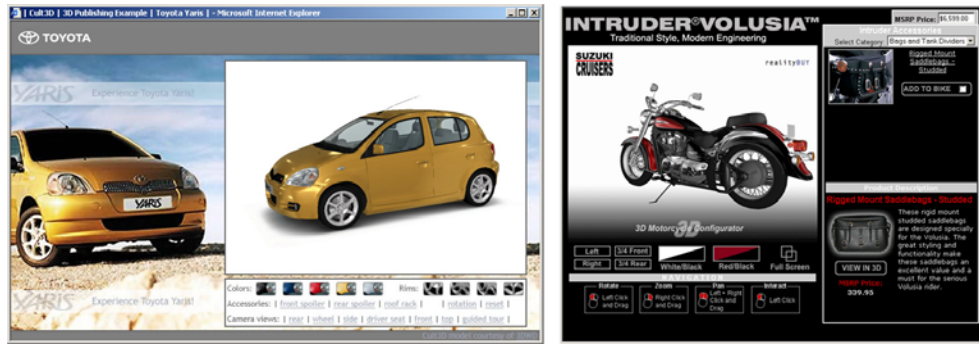 | Cult3D | 3D Publishing Example | Toyota Yaris | - Microsoft Internet Explorer
TOYOTA
YARIS Experience Toyota Yaris!
YARIS
YARIS Experience Toyota Yaris!
Colors: Rims:
Accessories: | front spoiler | rear spoiler | roof rack | | rotation | reset |
Camera views: | rear | wheel | side | driver seat | front | top | guided tour |
Cult3D model courtesy of
INTRUDER®VOLUSIA™
Traditional Style, Modern Engineering
SUZUKI
CRUISERS
realityBUY
3D
3D Motorcycle Configurator
Left 3/4 Front
Right 3/4 Rear
White/Black Red/Black Full Screen
NAVIGATION
Rotate Zoom Pan Interact
Left Click and Drag
Right Click and Drag
Left + Right Click and Drag
Left Click
MSRP Price: $6,599.00
Intruder Accessories
Select Category: Bags and Tank Dividers
Rigged Mount
Saddlebags -
Studded
ADD TO BIKE
Product Description
Rigged Mount Saddlebags - Studded
These rigid mount
studded saddlebags
are designed specially
for the Volusia. The
great styling and
functionality make
these saddlebags an
excellent value and a
must for the serious
Volusia rider.
VIEW IN 3D
MSRP Price:
339.95